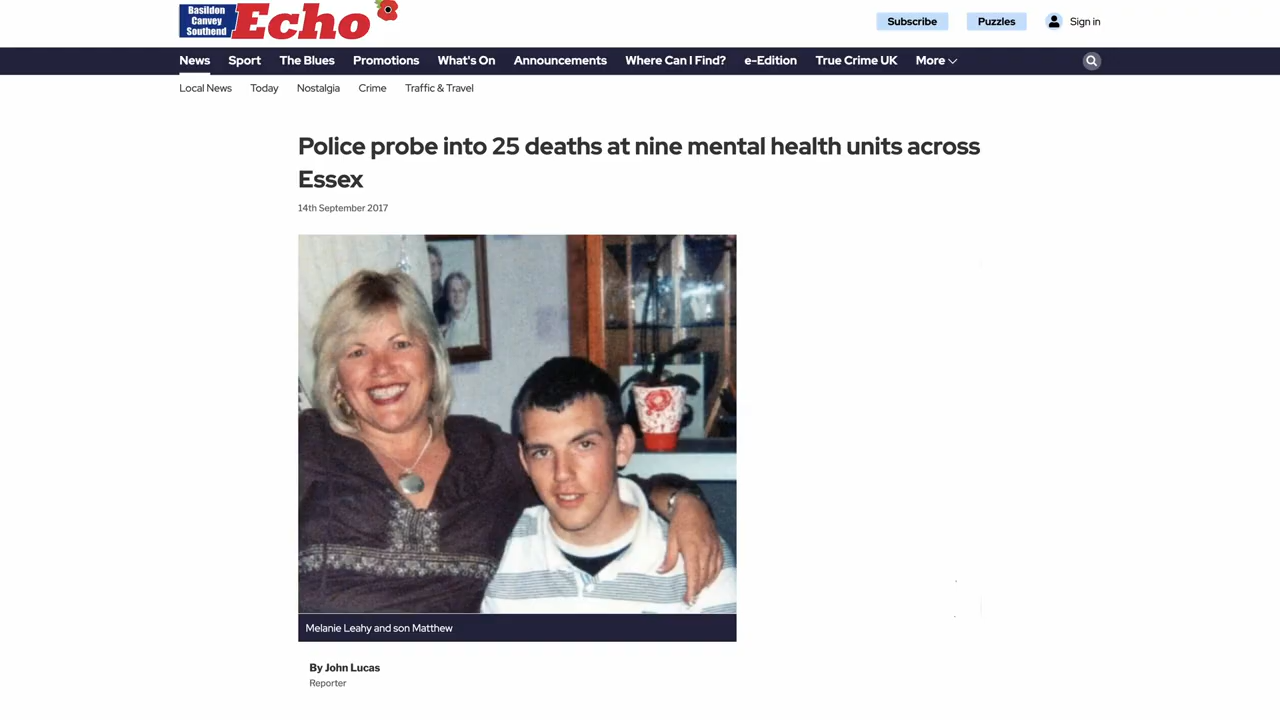 Basildon
Canvey
Southend
Echo
Subscribe
Puzzles
Sign in
News
Sport
The Blues
Promotions
What's On
Announcements
Where Can I Find?
e-Edition
True Crime UK
More
Local News
Today
Nostalgia
Crime
Traffic & Travel
Police probe into 25 deaths at nine mental health units across
Essex
14th September 2017
Melanie Leahy and son Matthew
By John Lucas
Reporter